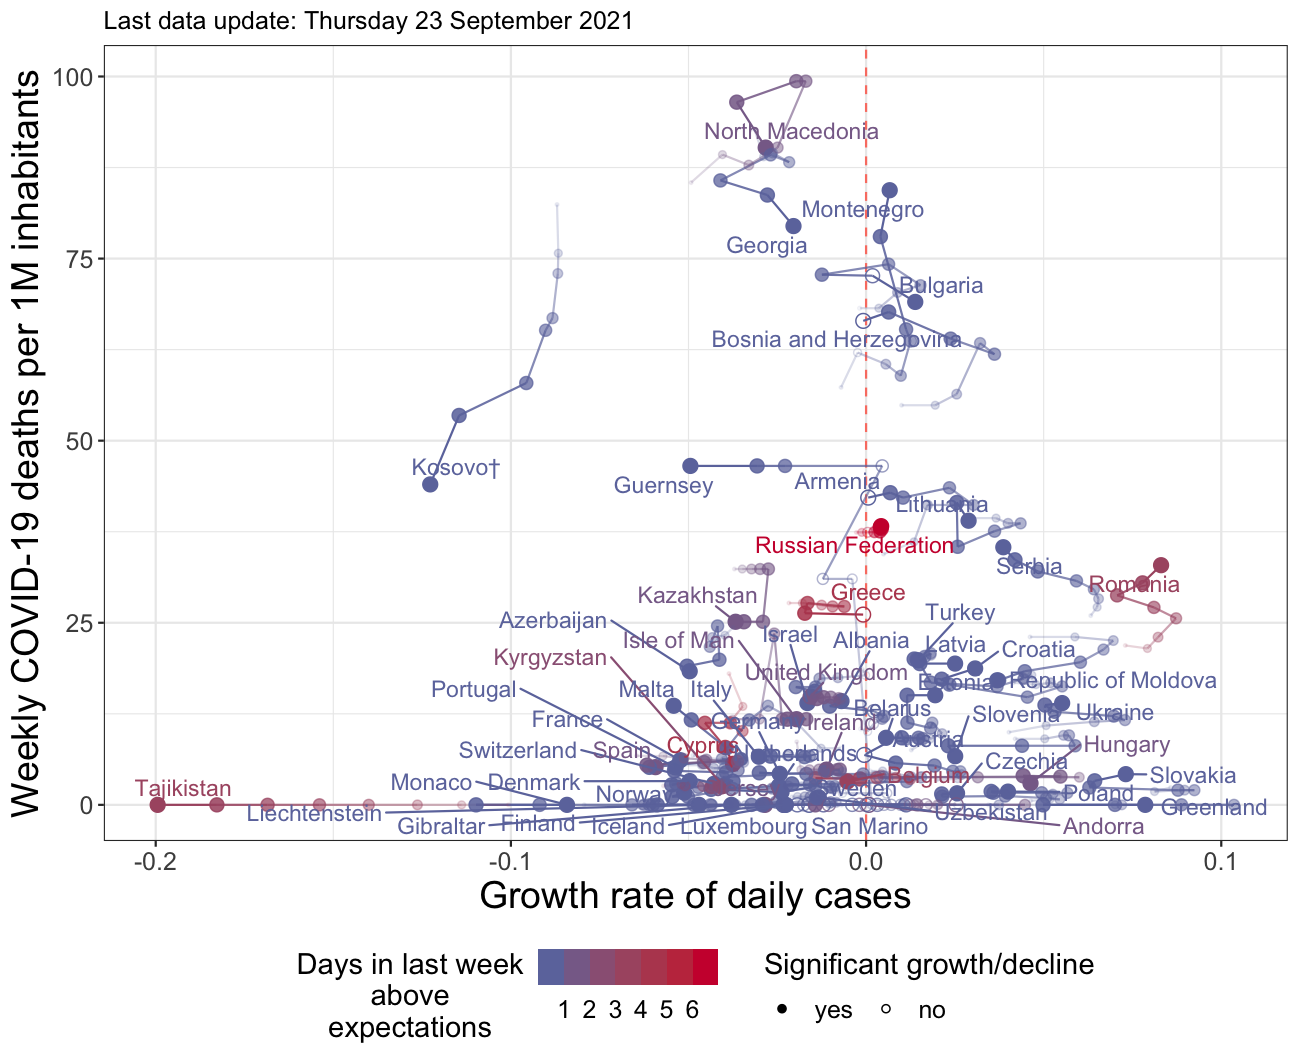 Last data update: Thursday 23 September 2021
Weekly COVID-19 deaths per 1M inhabitants
100
75
50
25
0
North Macedonia
Montenegro
Georgia
Bulgaria
Bosnia and Herzegovina
Kosovo†
Guernsey
Armenia
Lithuania
Russian Federation
Serbia
Romania
Kazakhstan
Greece
Azerbaijan
Turkey
Isle of Man
Israel
Albania
Latvia
Croatia
Kyrgyzstan
United Kingdom
Estonia
Republic of Moldova
Portugal
Malta
Italy
Belarus
Slovenia
Ukraine
France
Germany
Ireland
Switzerland
Spain
Cyprus
Austria
Hungary
Czechia
Monaco
Denmark
Belgium
Slovakia
Tajikistan
Norway
Sweden
Poland
Liechtenstein
Uzbekistan
Greenland
Gibraltar
Finland
Iceland
Luxembourg
San Marino
Andorra
-0.2
-0.1
0.0
0.1
Growth rate of daily cases
Days in last week
above
expectations
1 2 3 4 5 6
Significant growth/decline
yes
no